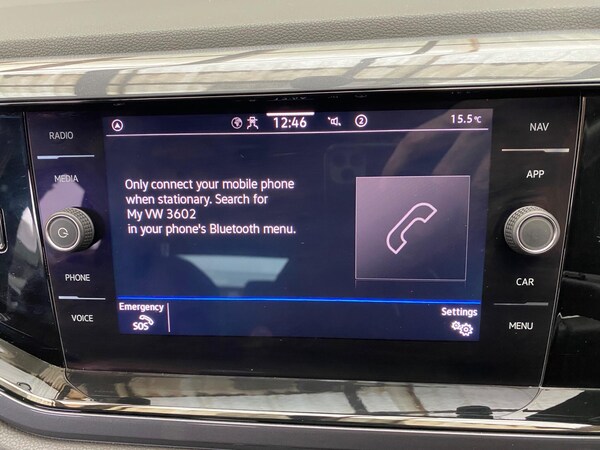 RADIO
MEDIA
PHONE
VOICE
12:46
2
15.5°C
Only connect your mobile phone
when stationary. Search for
My VW 3602
in your phone's Bluetooth menu.
Emergency
SOS
Settings
NAV
APP
CAR
MENU